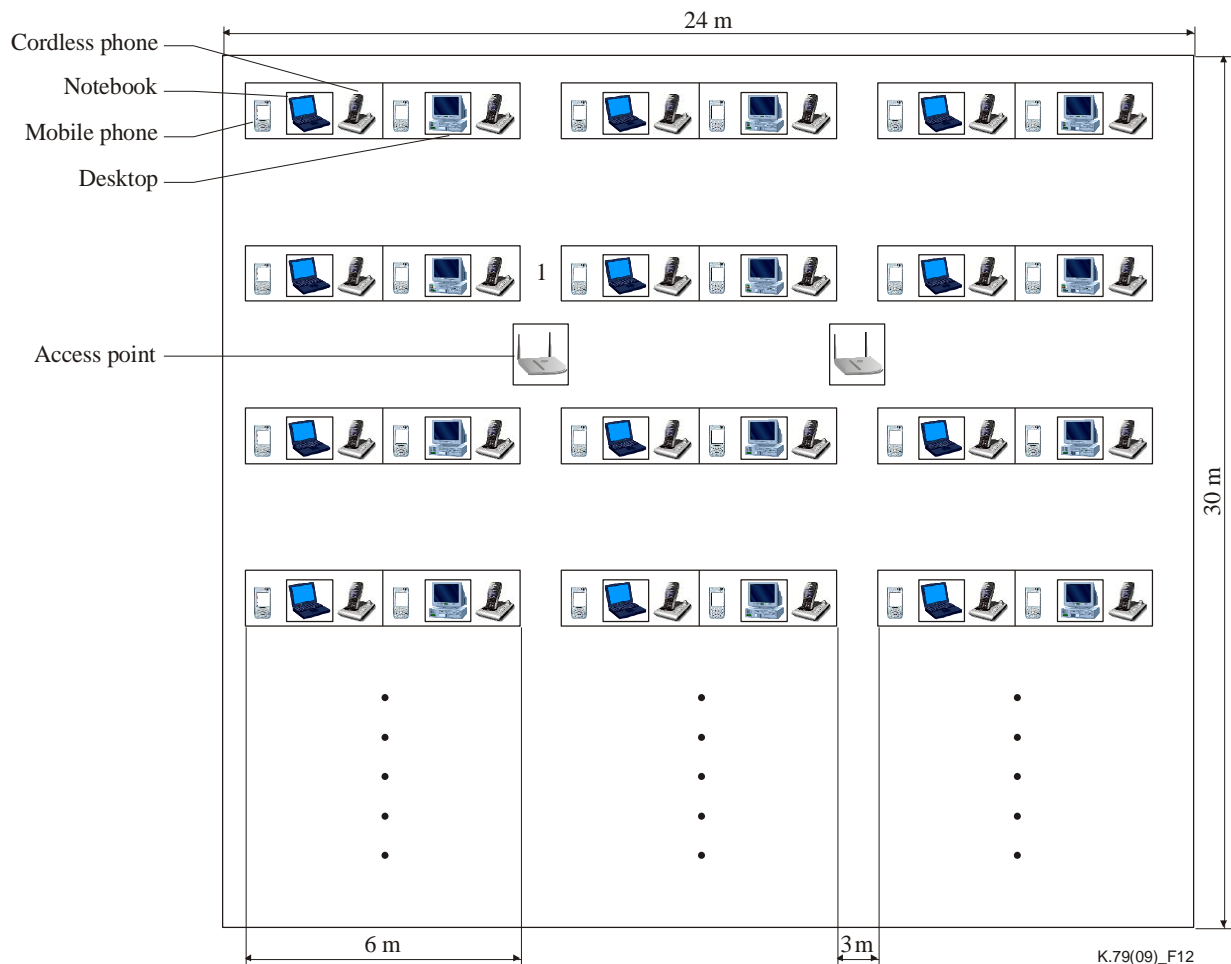 24 m
Cordless phone
Notebook
Mobile phone
Desktop
1
Access point
30 m
6 m
3 m
K.79(09)_F12